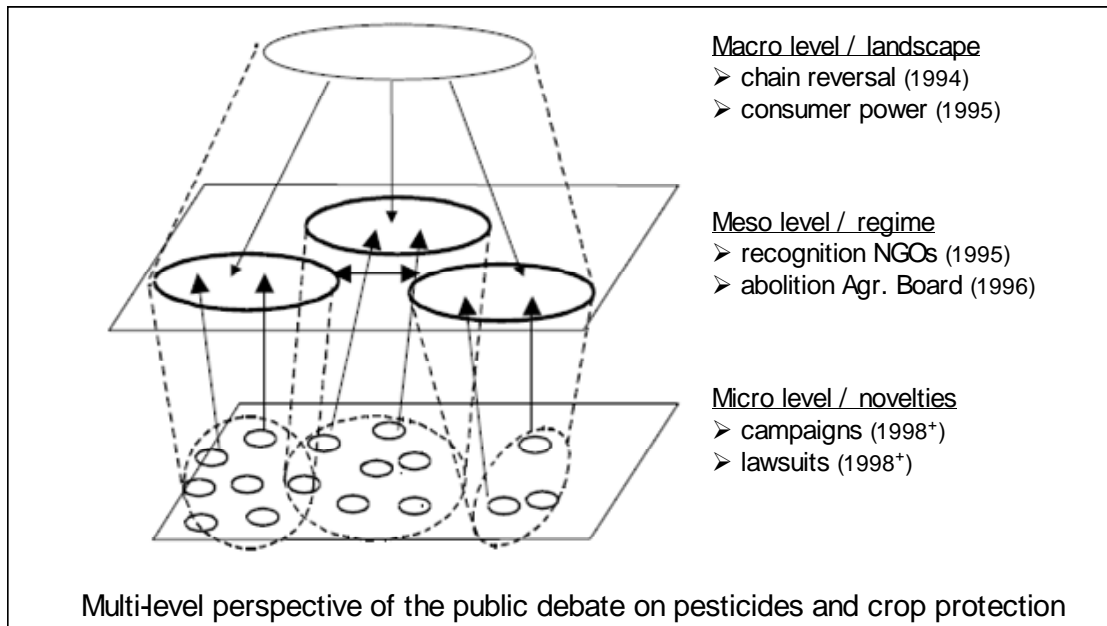 Macro level / landscape
➢ chain reversal (1994)
➢ consumer power (1995)
Meso level / regime
➢ recognition NGOs (1995)
➢ abolition Agr. Board (1996)
Micro level / novelties
➢ campaigns (1998⁺)
➢ lawsuits (1998⁺)
Multi-level perspective of the public debate on pesticides and crop protection